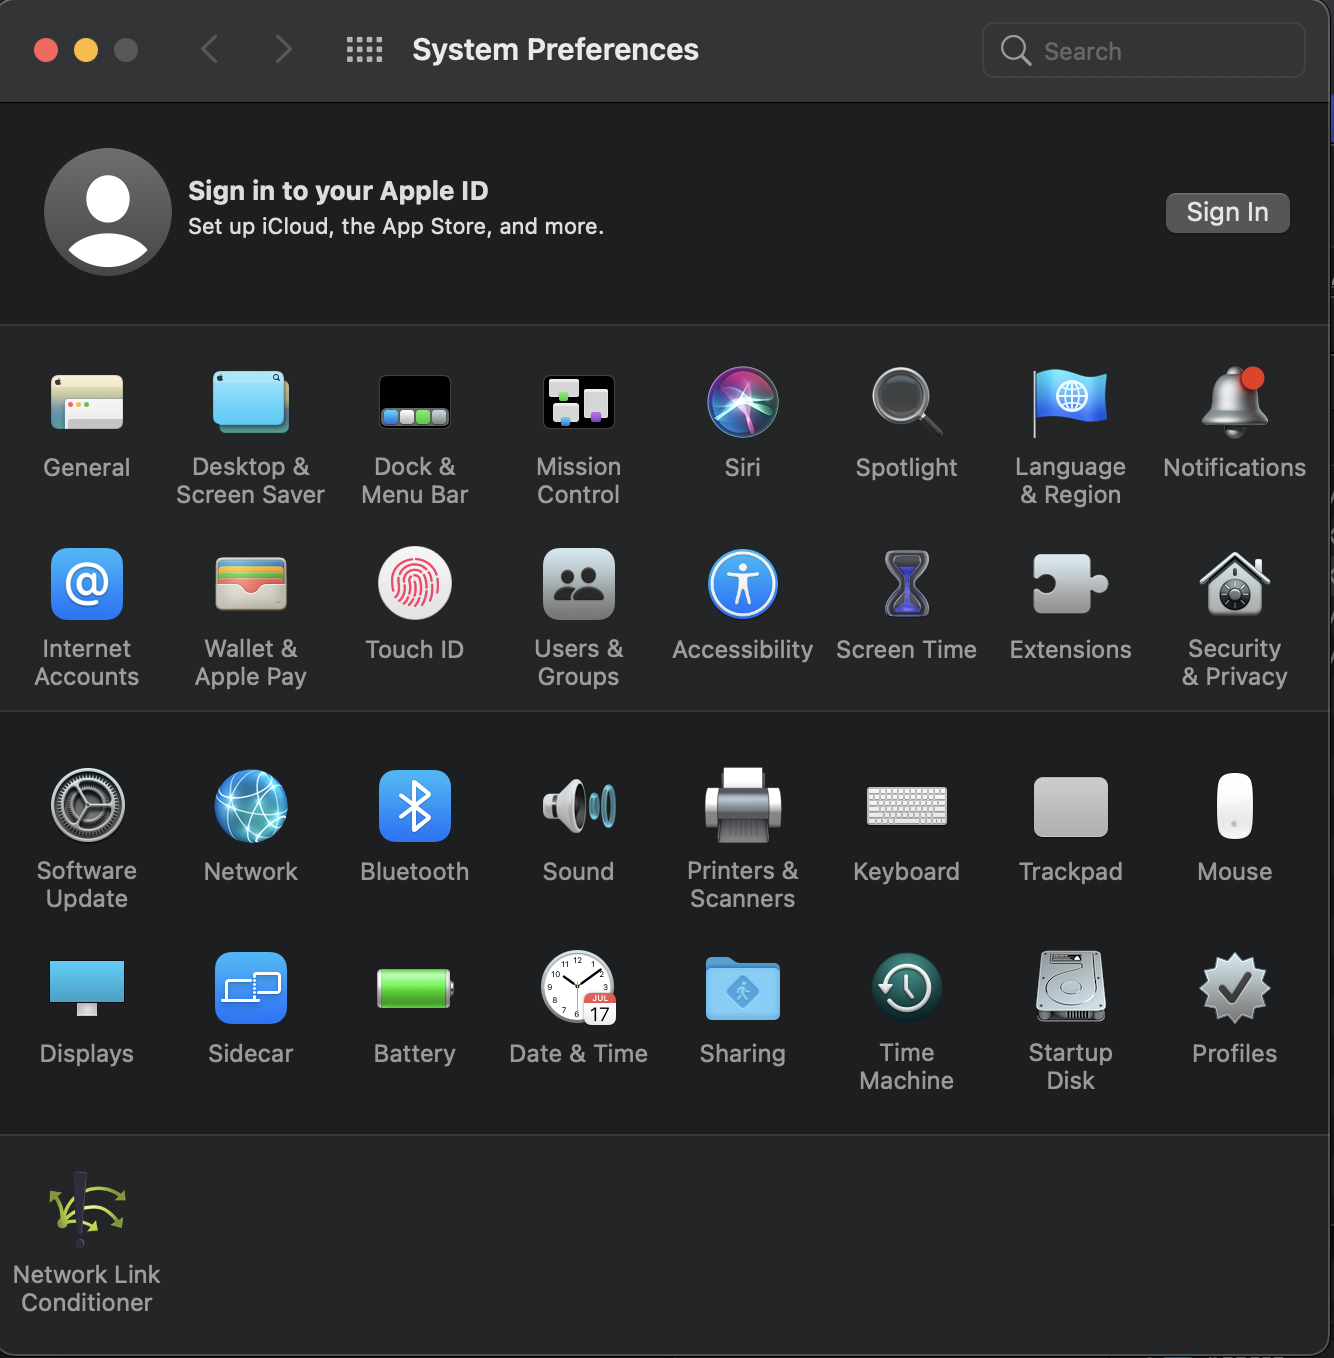 System Preferences
Search
Sign in to your Apple ID
Set up iCloud, the App Store, and more.
Sign In
General
Desktop &
Screen Saver
Dock &
Menu Bar
Mission
Control
Siri
Spotlight
Language
& Region
Notifications
Internet
Accounts
Wallet &
Apple Pay
Touch ID
Users &
Groups
Accessibility
Screen Time
Extensions
Security
& Privacy
Software
Update
Network
Bluetooth
Sound
Printers &
Scanners
Keyboard
Trackpad
Mouse
Displays
Sidecar
Battery
JUL
17
Date & Time
Sharing
Time
Machine
Startup
Disk
Profiles
Network Link
Conditioner